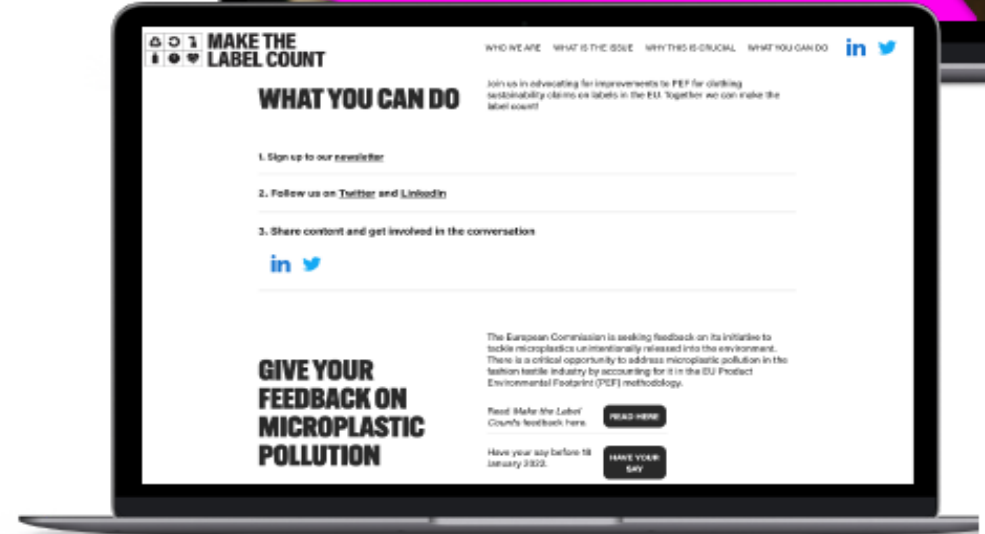 MAKE THE
LABEL COUNT
WHO WE ARE WHAT IS THE ISSUE WHY THIS IS CRUCIAL WHAT YOU CAN DO in
WHAT YOU CAN DO
Join us in advocating for improvements to PEF for clothing
sustainability claims on labels in the EU. Together we can make the
label count!
1. Sign up to our newsletter
2. Follow us on Twitter and LinkedIn
3. Share content and get involved in the conversation
in
GIVE YOUR
FEEDBACK ON
MICROPLASTIC
POLLUTION
The European Commission is seeking feedback on its initiative to
tackle microplastics unintentionally released into the environment.
There is a critical opportunity to address microplastic pollution in the
fashion textile industry by accounting for it in the EU Product
Environmental Footprint (PEF) methodology.
Read Make the Label
Count's feedback here.
READ HERE
Have your say before 18
January 2022.
HAVE YOUR
SAY